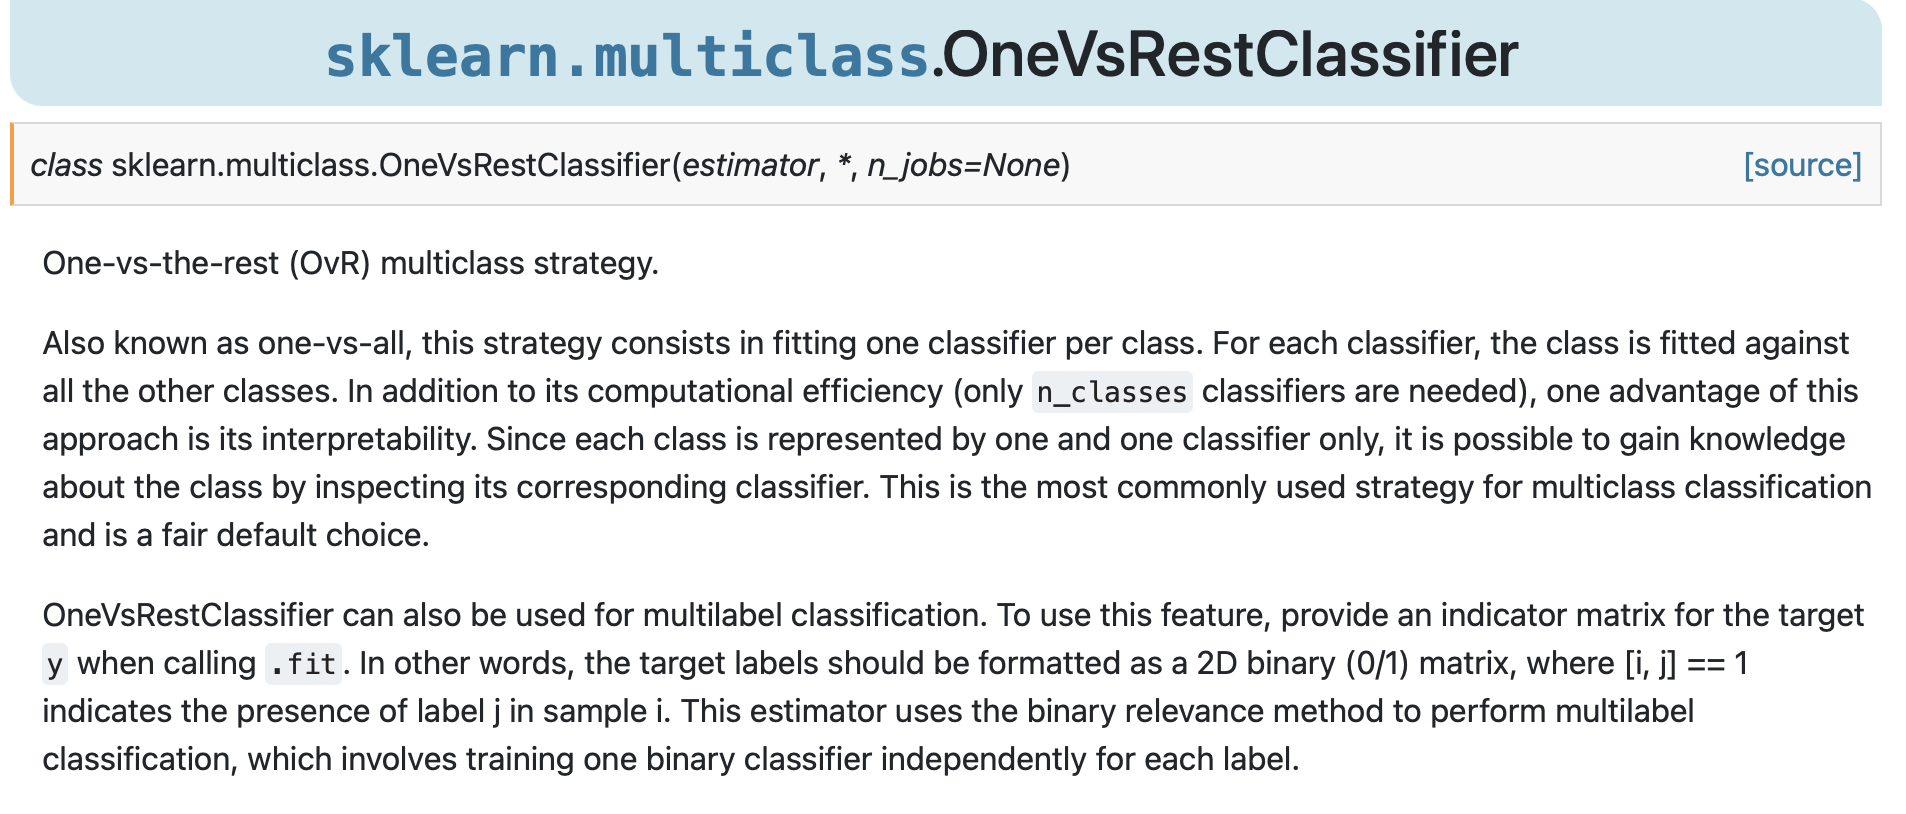 sklearn.multiclass.OneVsRestClassifier
class sklearn.multiclass.OneVsRestClassifier(estimator, *, n_jobs=None) [source]
One-vs-the-rest (OvR) multiclass strategy.
Also known as one-vs-all, this strategy consists in fitting one classifier per class. For each classifier, the class is fitted against
all the other classes. In addition to its computational efficiency (only n_classes classifiers are needed), one advantage of this
approach is its interpretability. Since each class is represented by one and one classifier only, it is possible to gain knowledge
about the class by inspecting its corresponding classifier. This is the most commonly used strategy for multiclass classification
and is a fair default choice.
OneVsRestClassifier can also be used for multilabel classification. To use this feature, provide an indicator matrix for the target
y when calling .fit. In other words, the target labels should be formatted as a 2D binary (0/1) matrix, where [i, j] == 1
indicates the presence of label j in sample i. This estimator uses the binary relevance method to perform multilabel
classification, which involves training one binary classifier independently for each label.